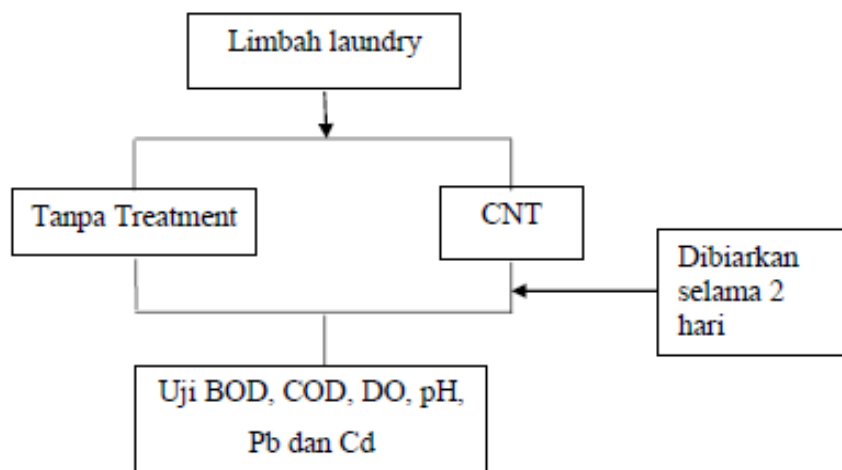 Limbah laundry
Tanpa Treatment
CNT
Dibiarkan
selama 2
hari
Uji BOD, COD, DO, pH,
Pb dan Cd